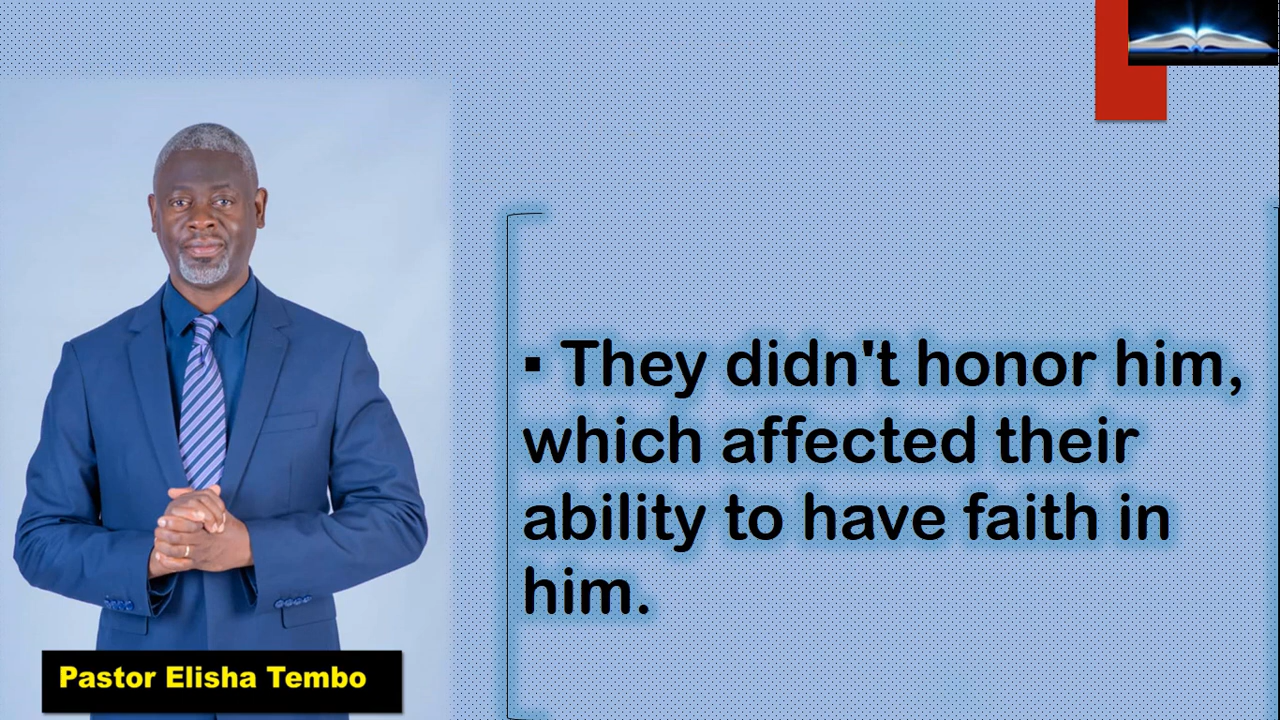 ▪ They didn't honor him,
which affected their
ability to have faith in
him.
Pastor Elisha Tembo